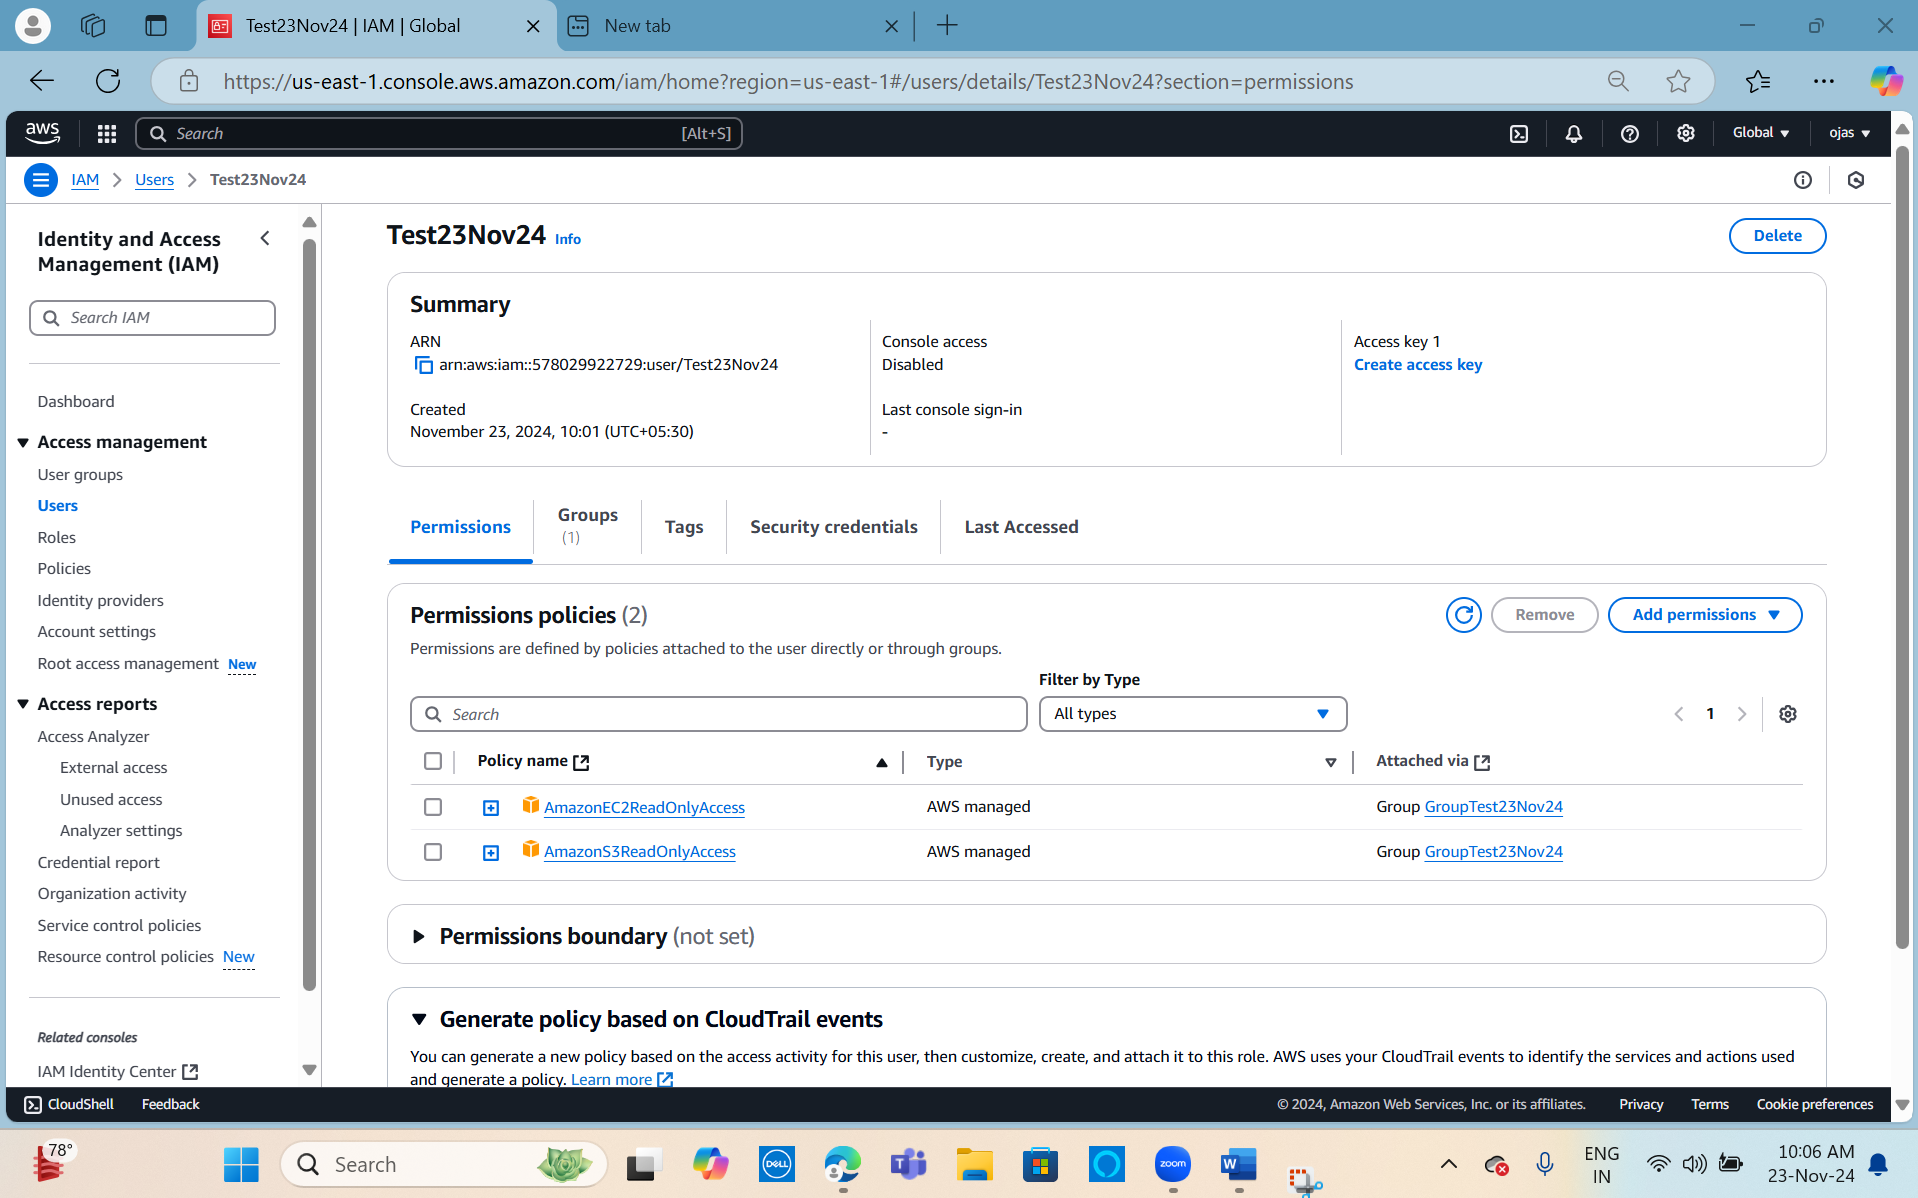 Test23Nov24 | IAM | Global
New tab
https://us-east-1.console.aws.amazon.com/iam/home?region=us-east-1#/users/details/Test23Nov24?section=permissions
aws
Search
[Alt+S]
Global
ojas
IAM
Users
Test23Nov24
Identity and Access
Management (IAM)
Search IAM
Dashboard
Access management
User groups
Users
Roles
Policies
Identity providers
Account settings
Root access management New
Access reports
Access Analyzer
External access
Unused access
Analyzer settings
Credential report
Organization activity
Service control policies
Resource control policies New
Related consoles
IAM Identity Center
Test23Nov24 Info
Delete
Summary
ARN
arn:aws:iam::578029922729:user/Test23Nov24
Created
November 23, 2024, 10:01 (UTC+05:30)
Console access
Disabled
Last console sign-in
-
Access key 1
Create access key
Permissions
Groups
(1)
Tags
Security credentials
Last Accessed
Permissions policies (2)
Remove
Add permissions
Permissions are defined by policies attached to the user directly or through groups.
Filter by Type
Search
All types
1
Policy name
Type
Attached via
AmazonEC2ReadOnlyAccess
AWS managed
Group GroupTest23Nov24
AmazonS3ReadOnlyAccess
AWS managed
Group GroupTest23Nov24
Permissions boundary (not set)
Generate policy based on CloudTrail events
You can generate a new policy based on the access activity for this user, then customize, create, and attach it to this role. AWS uses your CloudTrail events to identify the services and actions used
and generate a policy. Learn more
CloudShell
Feedback
© 2024, Amazon Web Services, Inc. or its affiliates.
Privacy
Terms
Cookie preferences
78°
Search
DELL
zoom
W
ENG
IN
10:06 AM
23-Nov-24